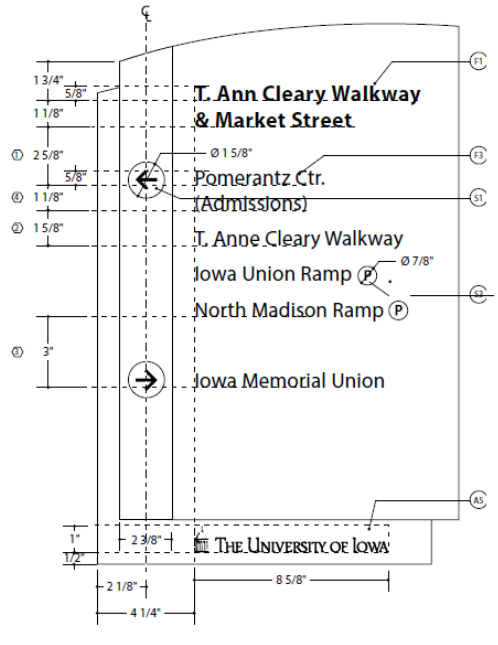 ℄
1 3/4"
5/8"
1 1/8"
2 5/8"
5/8"
1 1/8"
1 5/8"
3"
1"
1/2"
1
4
2
3
T. Ann Cleary Walkway
& Market Street
Ø 1 5/8"
Pomerantz Ctr.
(Admissions)
T. Anne Cleary Walkway
Iowa Union Ramp P
Ø 7/8"
North Madison Ramp P
Iowa Memorial Union
F1
F3
S1
S2
A5
2 3/8"
THE UNIVERSITY OF IOWA
2 1/8"
8 5/8"
4 1/4"